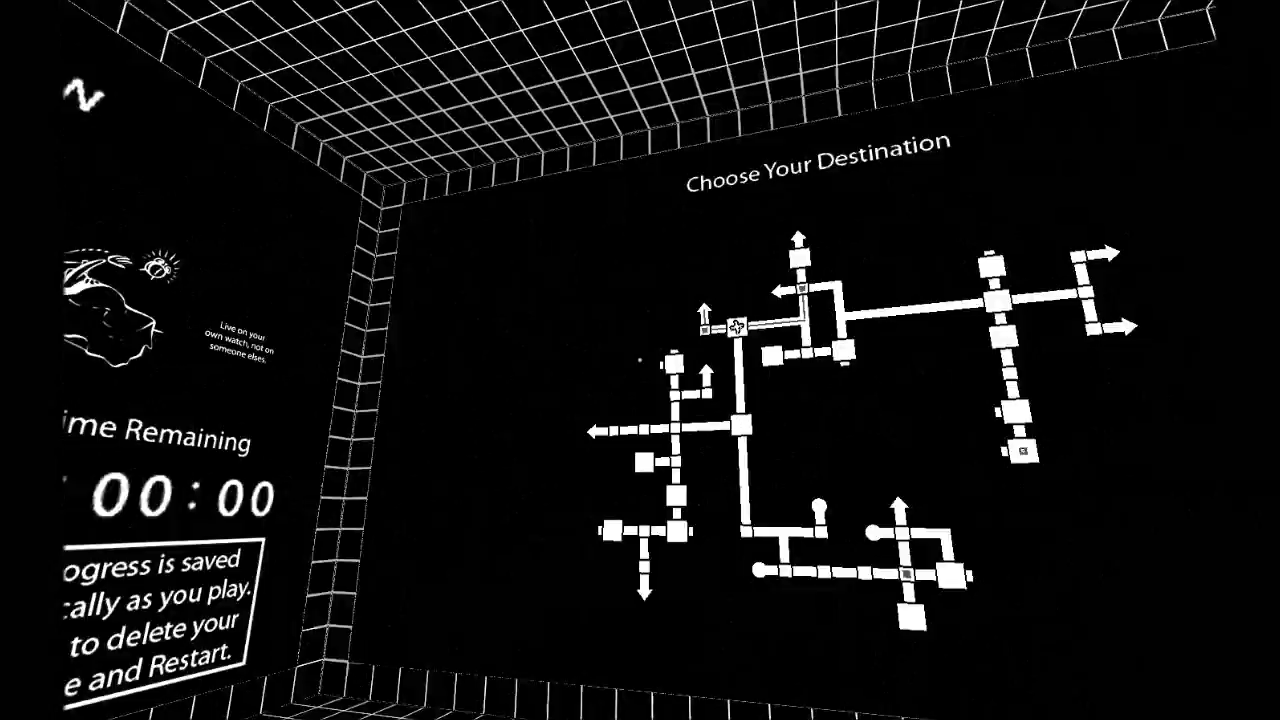 N
Choose Your Destination
Live on your
own watch, not on
someone elses.
ime Remaining
: 00:00
ogress is saved
cally as you play.
to delete your
e and Restart.